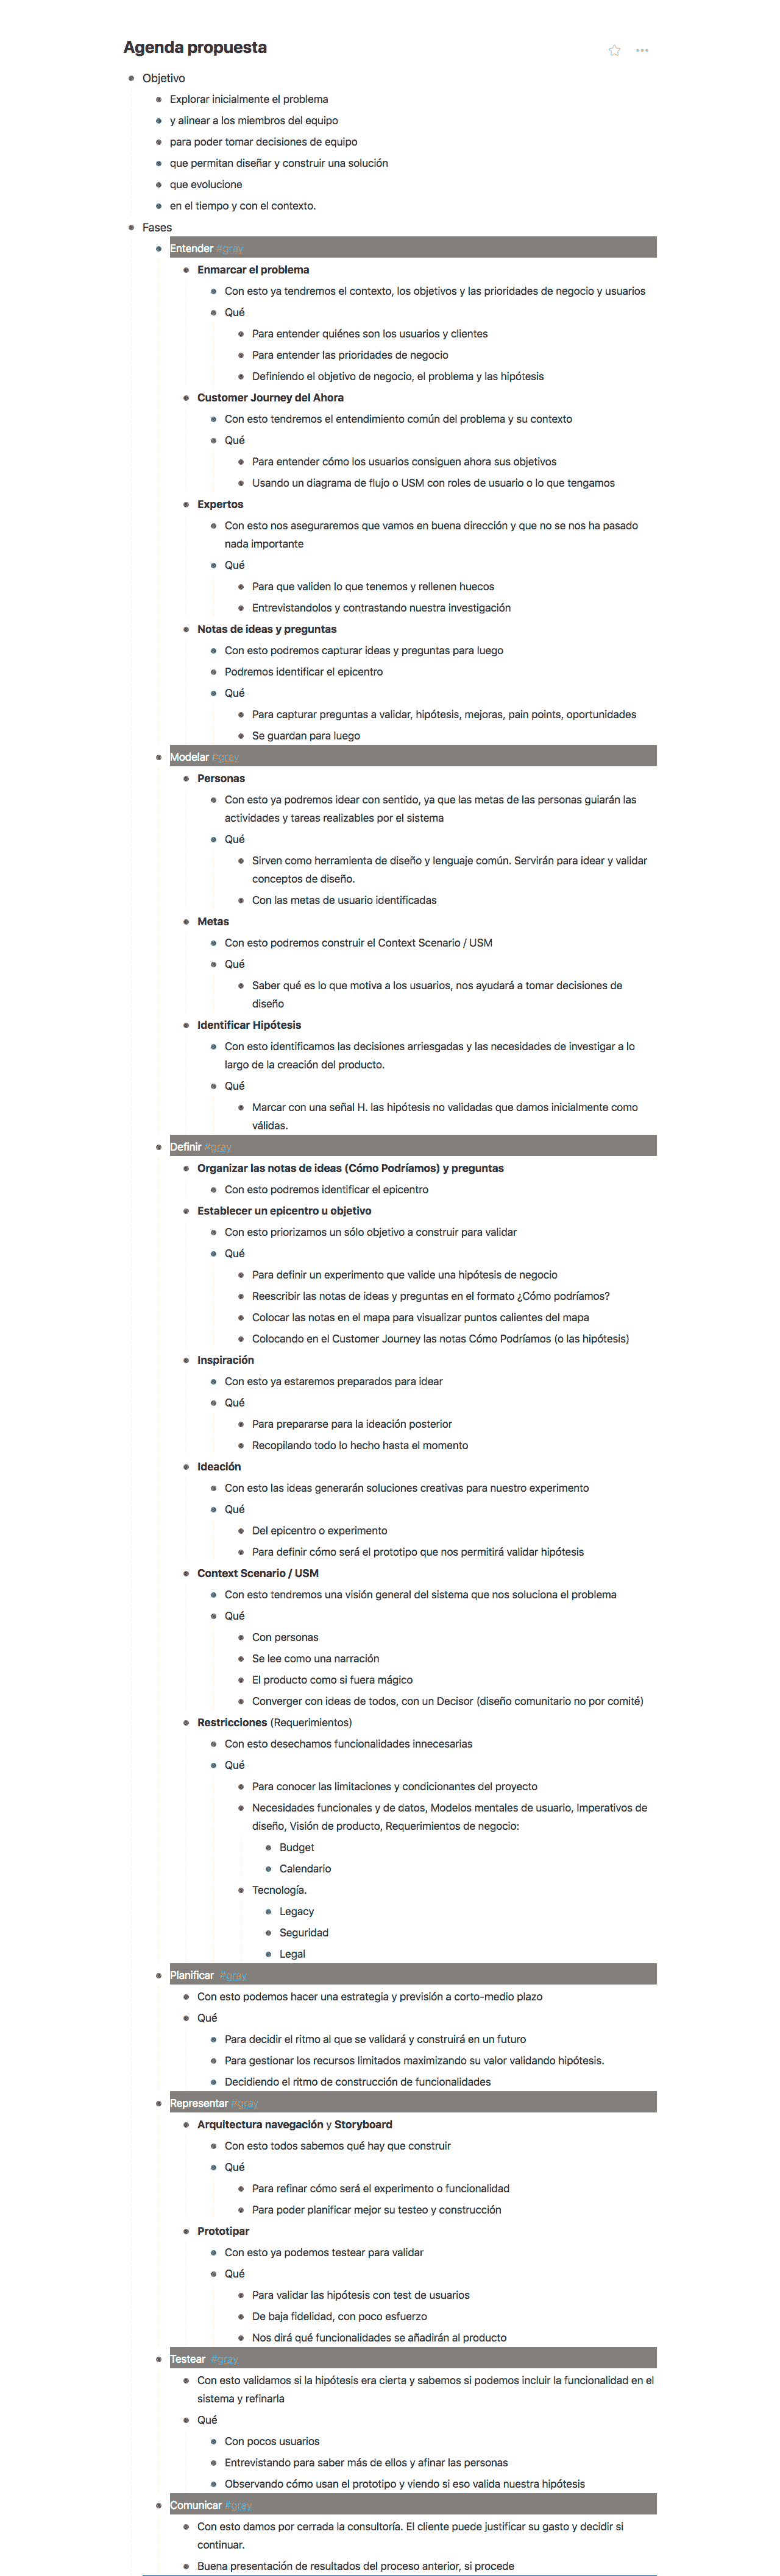 Agenda propuesta
Objetivo
Explorar inicialmente el problema
y alinear a los miembros del equipo
para poder tomar decisiones de equipo
que permitan diseñar y construir una solución
que evolucione
en el tiempo y con el contexto.
Fases
Entender #gray
Enmarcar el problema
Con esto ya tendremos el contexto, los objetivos y las prioridades de negocio y usuarios
Qué
Para entender quiénes son los usuarios y clientes
Para entender las prioridades de negocio
Definiendo el objetivo de negocio, el problema y las hipótesis
Customer Journey del Ahora
Con esto tendremos el entendimiento común del problema y su contexto
Qué
Para entender cómo los usuarios consiguen ahora sus objetivos
Usando un diagrama de flujo o USM con roles de usuario o lo que tengamos
Expertos
Con esto nos aseguraremos que vamos en buena dirección y que no se nos ha pasado
nada importante
Qué
Para que validen lo que tenemos y rellenen huecos
Entrevistandolos y contrastando nuestra investigación
Notas de ideas y preguntas
Con esto podremos capturar ideas y preguntas para luego
Podremos identificar el epicentro
Qué
Para capturar preguntas a validar, hipótesis, mejoras, pain points, oportunidades
Se guardan para luego
Modelar #gray
Personas
Con esto ya podremos idear con sentido, ya que las metas de las personas guiarán las
actividades y tareas realizables por el sistema
Qué
Sirven como herramienta de diseño y lenguaje común. Servirán para idear y validar
conceptos de diseño.
Con las metas de usuario identificadas
Metas
Con esto podremos construir el Context Scenario / USM
Qué
Saber qué es lo que motiva a los usuarios, nos ayudará a tomar decisiones de
diseño
Identificar Hipótesis
Con esto identificamos las decisiones arriesgadas y las necesidades de investigar a lo
largo de la creación del producto.
Qué
Marcar con una señal H. las hipótesis no validadas que damos inicialmente como
válidas.
Definir #gray
Organizar las notas de ideas (Cómo Podríamos) y preguntas
Con esto podremos identificar el epicentro
Establecer un epicentro u objetivo
Con esto priorizamos un sólo objetivo a construir para validar
Qué
Para definir un experimento que valide una hipótesis de negocio
Reescribir las notas de ideas y preguntas en el formato ¿Cómo podríamos?
Colocar las notas en el mapa para visualizar puntos calientes del mapa
Colocando en el Customer Journey las notas Cómo Podríamos (o las hipótesis)
Inspiración
Con esto ya estaremos preparados para idear
Qué
Para prepararse para la ideación posterior
Recopilando todo lo hecho hasta el momento
Ideación
Con esto las ideas generarán soluciones creativas para nuestro experimento
Qué
Del epicentro o experimento
Para definir cómo será el prototipo que nos permitirá validar hipótesis
Context Scenario / USM
Con esto tendremos una visión general del sistema que nos soluciona el problema
Qué
Con personas
Se lee como una narración
El producto como si fuera mágico
Converger con ideas de todos, con un Decisor (diseño comunitario no por comité)
Restricciones (Requerimientos)
Con esto desechamos funcionalidades innecesarias
Qué
Para conocer las limitaciones y condicionantes del proyecto
Necesidades funcionales y de datos, Modelos mentales de usuario, Imperativos de
diseño, Visión de producto, Requerimientos de negocio:
Budget
Calendario
Tecnología.
Legacy
Seguridad
Legal
Planificar #gray
Con esto podemos hacer una estrategia y previsión a corto-medio plazo
Qué
Para decidir el ritmo al que se validará y construirá en un futuro
Para gestionar los recursos limitados maximizando su valor validando hipótesis.
Decidiendo el ritmo de construcción de funcionalidades
Representar #gray
Arquitectura navegación y Storyboard
Con esto todos sabemos qué hay que construir
Qué
Para refinar cómo será el experimento o funcionalidad
Para poder planificar mejor su testeo y construcción
Prototipar
Con esto ya podemos testear para validar
Qué
Para validar las hipótesis con test de usuarios
De baja fidelidad, con poco esfuerzo
Nos dirá qué funcionalidades se añadirán al producto
Testear #gray
Con esto validamos si la hipótesis era cierta y sabemos si podemos incluir la funcionalidad en el
sistema y refinarla
Qué
Con pocos usuarios
Entrevistando para saber más de ellos y afinar las personas
Observando cómo usan el prototipo y viendo si eso valida nuestra hipótesis
Comunicar #gray
Con esto damos por cerrada la consultoría. El cliente puede justificar su gasto y decidir si
continuar.
Buena presentación de resultados del proceso anterior, si procede